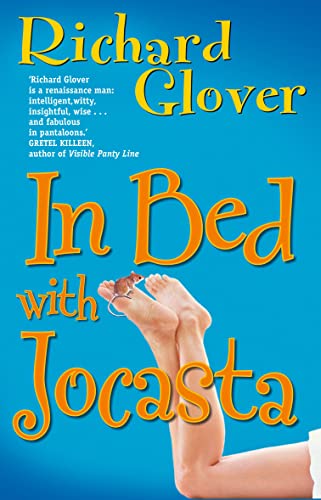 Richard
Glover
'Richard Glover
is a renaissance man:
intelligent,witty,
insightful, wise . . .
and fabulous
in pantaloons.'
GRETEL KILLEEN,
author of Visible Panty Line
In Bed
with
Jocasta